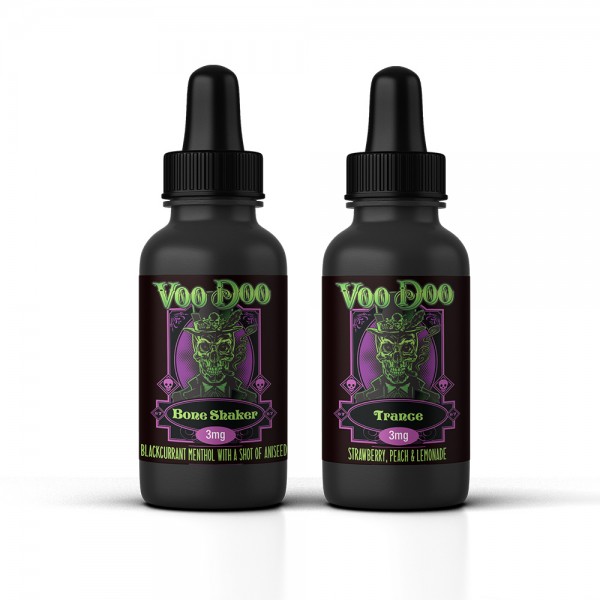 Voo Doo
Bone Shaker
3mg
BLACKCURRANT MENTHOL WITH A SHOT OF ANISEED
Voo Doo
Trance
3mg
STRAWBERRY, PEACH & LEMONADE